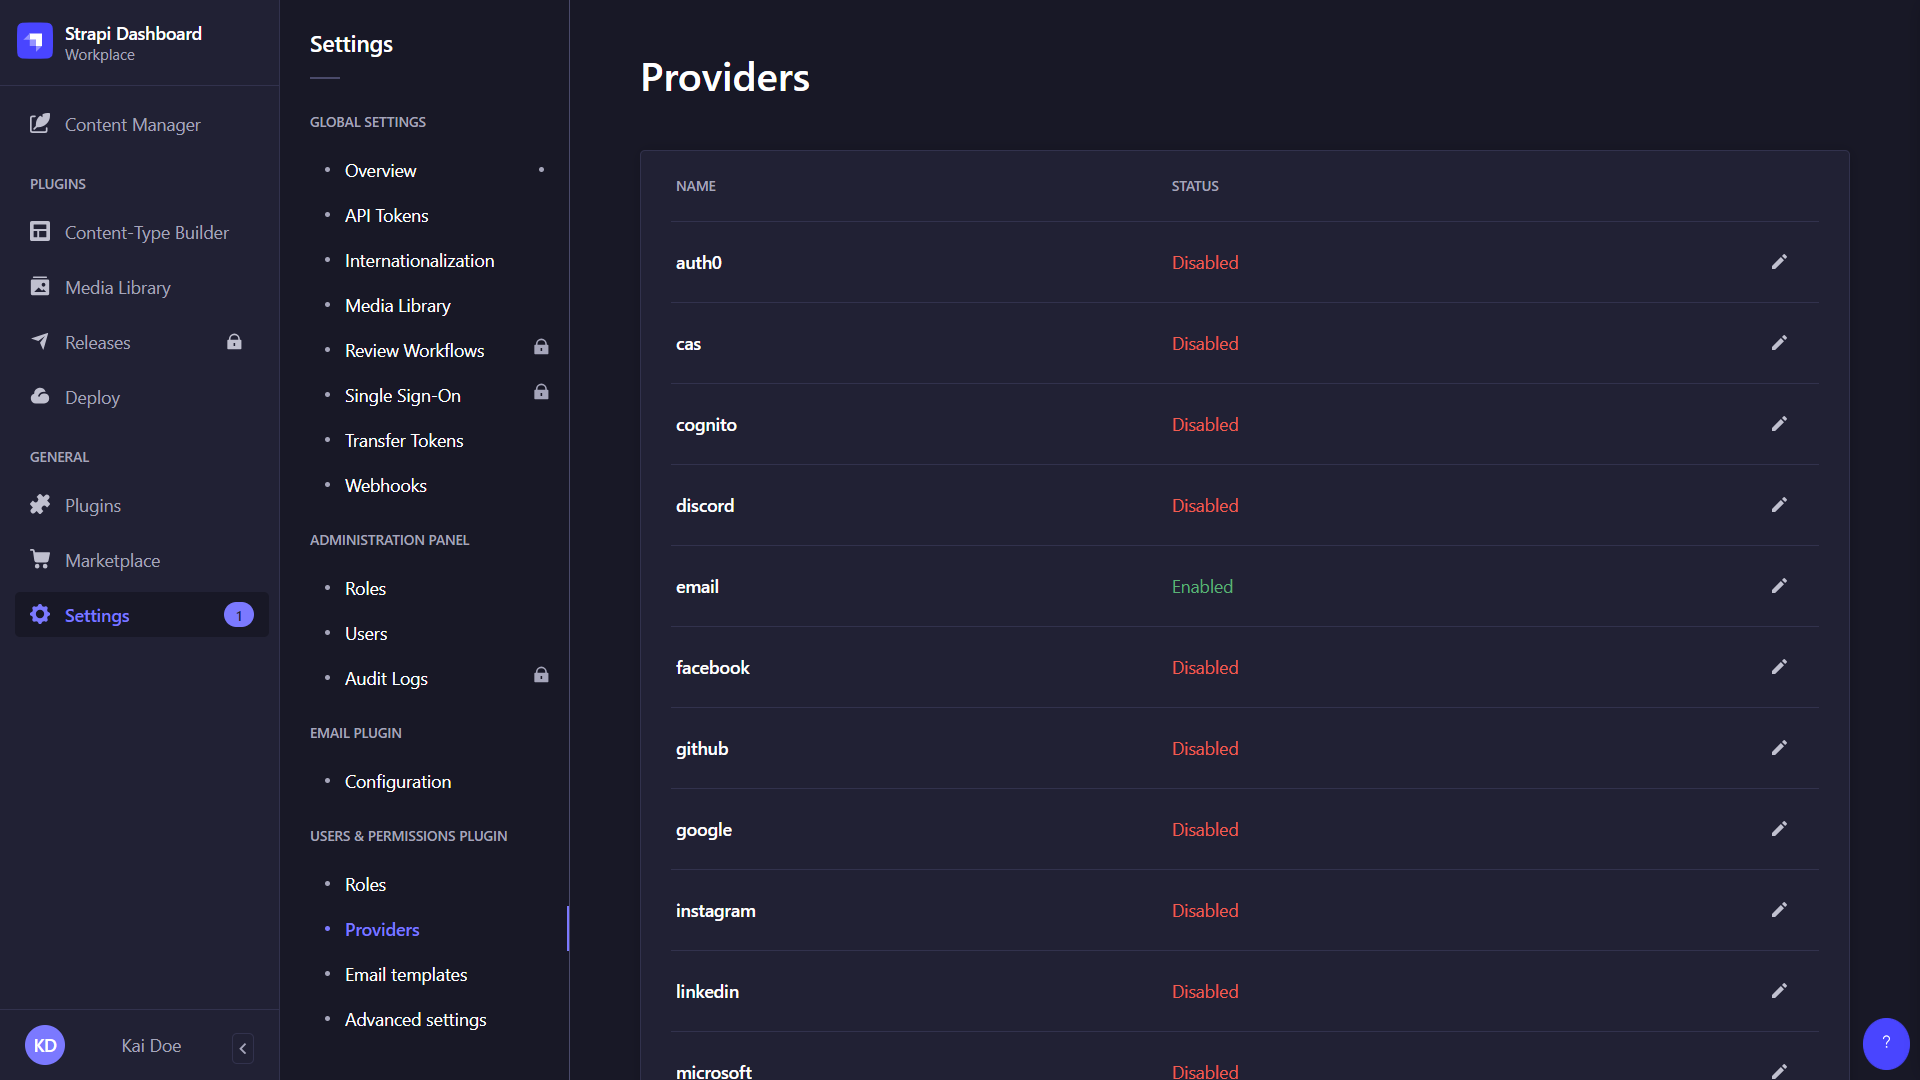 Strapi Dashboard
Workplace
Content Manager
PLUGINS
Content-Type Builder
Media Library
Releases
Deploy
GENERAL
Plugins
Marketplace
Settings
1
KD
Kai Doe
Settings
GLOBAL SETTINGS
Overview
API Tokens
Internationalization
Media Library
Review Workflows
Single Sign-On
Transfer Tokens
Webhooks
ADMINISTRATION PANEL
Roles
Users
Audit Logs
EMAIL PLUGIN
Configuration
USERS & PERMISSIONS PLUGIN
Roles
Providers
Email templates
Advanced settings
Providers
NAME STATUS
auth0 Disabled
cas Disabled
cognito Disabled
discord Disabled
email Enabled
facebook Disabled
github Disabled
google Disabled
instagram Disabled
linkedin Disabled
microsoft Disabled
?